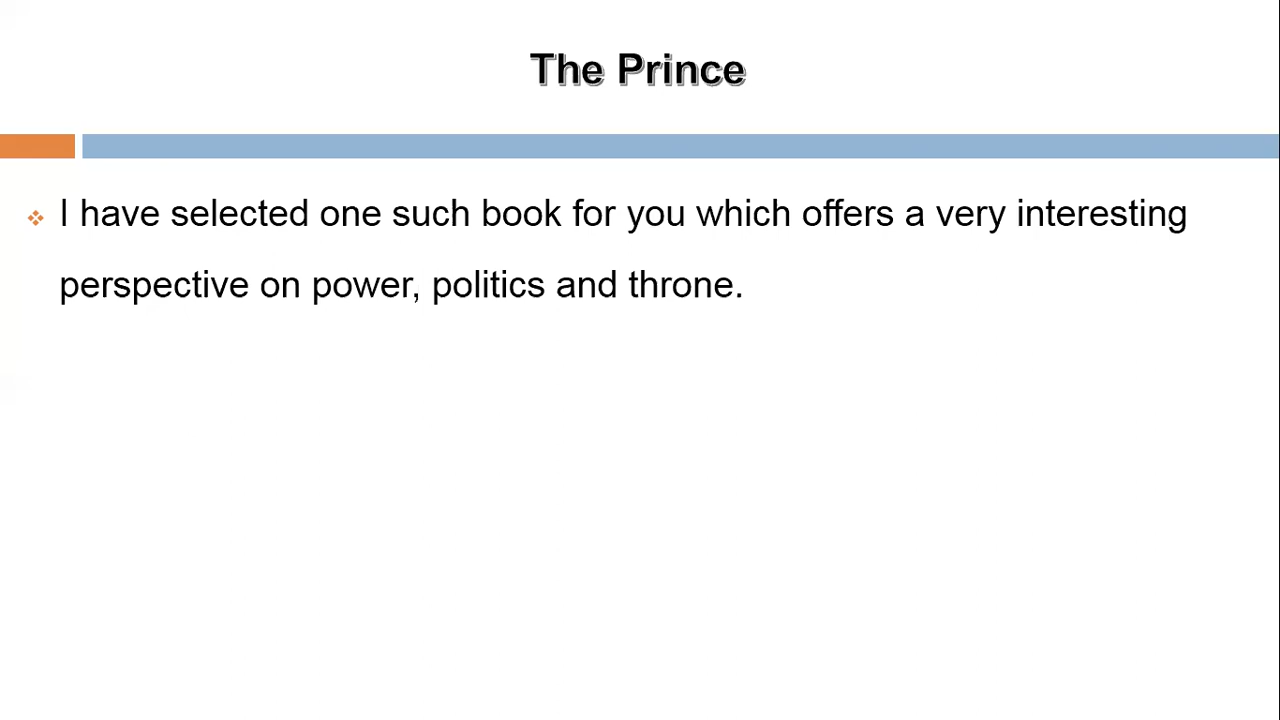 The Prince
I have selected one such book for you which offers a very interesting
perspective on power, politics and throne.